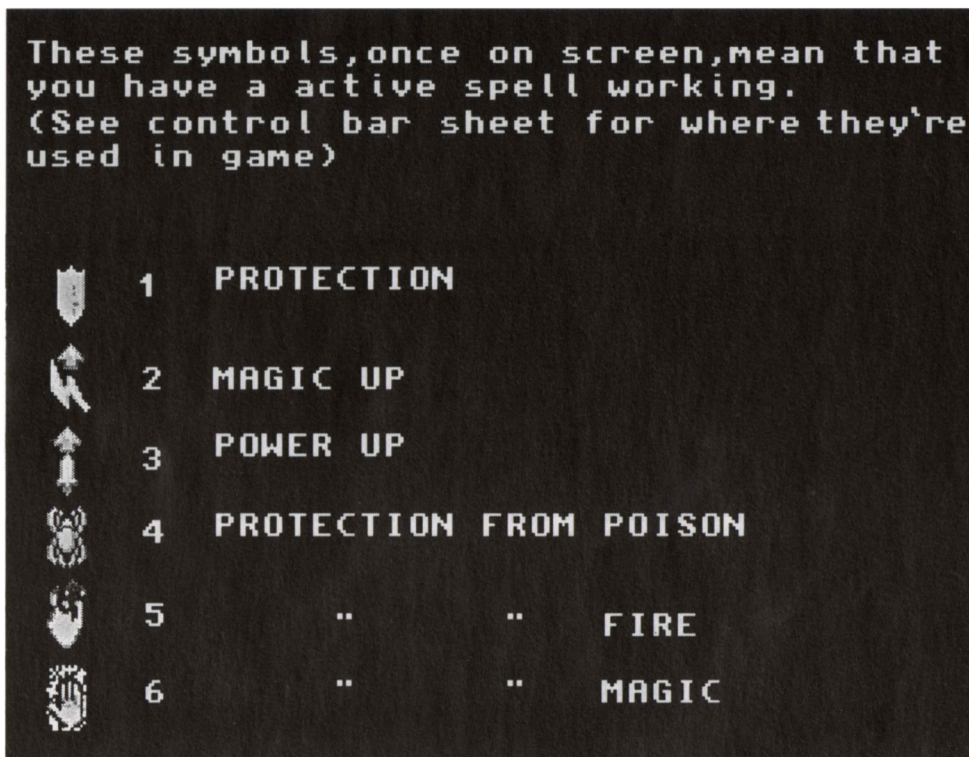 These symbols,once on screen,mean that
you have a active spell working.
(See control bar sheet for where they're
used in game)
1 PROTECTION
2 MAGIC UP
3 POWER UP
4 PROTECTION FROM POISON
5 " " FIRE
6 " " MAGIC